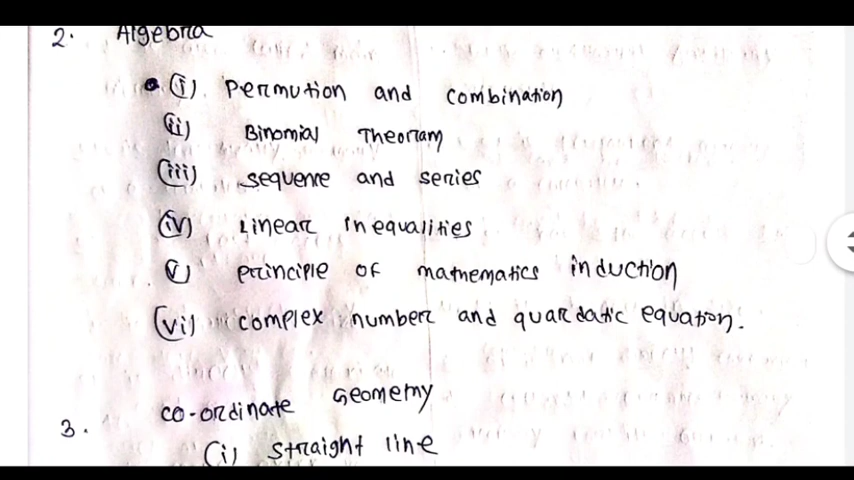 2. Algebra
(i) Permution and combination
(ii) Binomial Theoram
(iii) sequence and series
(iv) Linear Inequalities
(v) principle of mathematics induction
(vi) complex number and quardatic equation.
3. co-ordinate geometry
(i) straight line